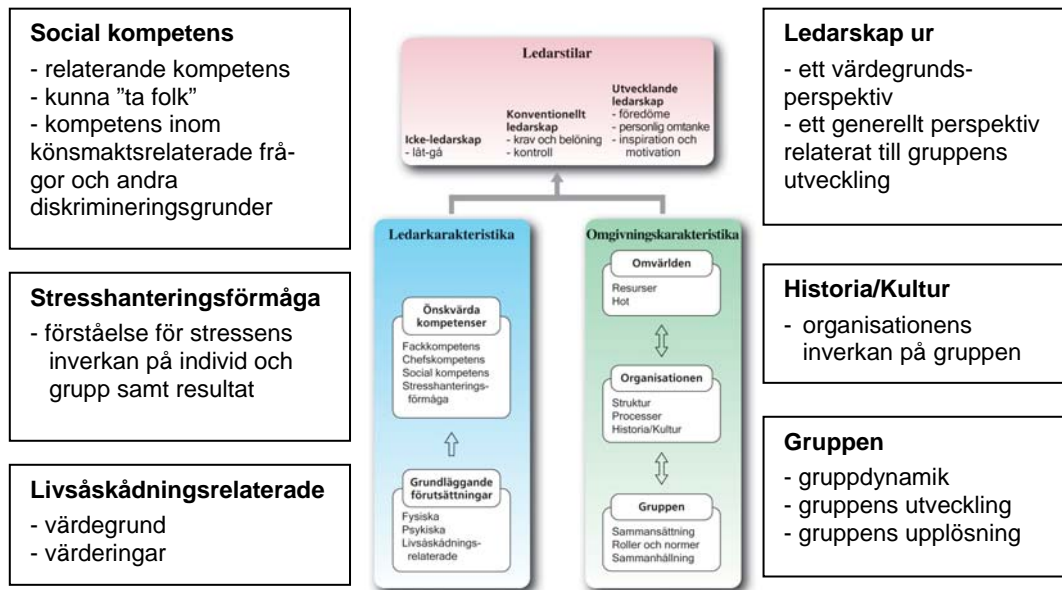 Social kompetens
- relaterande kompetens
- kunna ”ta folk”
- kompetens inom
könsmaktsrelaterade frå-
gor och andra
diskrimineringsgrunder
Stresshanteringsförmåga
- förståelse för stressens
inverkan på individ och
grupp samt resultat
Livsåskådningsrelaterade
- värdegrund
- värderingar
Ledarstilar
Icke-ledarskap
- låt-gå
Konventionellt
ledarskap
- krav och belöning
- kontroll
Utvecklande
ledarskap
- föredöme
- personlig omtanke
- inspiration och
motivation
Ledarkarakteristika
Önskvärda
kompetenser
Fackkompetens
Chefskompetens
Social kompetens
Stresshanterings-
förmåga
Grundläggande
förutsättningar
Fysiska
Psykiska
Livsåskådnings-
relaterade
Omgivningskarakteristika
Omvärlden
Resurser
Hot
Organisationen
Struktur
Processer
Historia/Kultur
Gruppen
Sammansättning
Roller och normer
Sammanhållning
Ledarskap ur
- ett värdegrunds-
perspektiv
- ett generellt perspektiv
relaterat till gruppens
utveckling
Historia/Kultur
- organisationens
inverkan på gruppen
Gruppen
- gruppdynamik
- gruppens utveckling
- gruppens upplösning